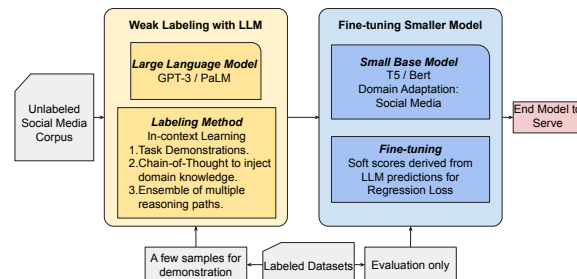 Weak Labeling with LLM
Large Language Model
GPT-3 / PaLM
Labeling Method
In-context Learning
1.Task Demonstrations.
2.Chain-of-Thought to inject
domain knowledge.
3.Ensemble of multiple
reasoning paths.
Fine-tuning Smaller Model
Small Base Model
T5 / Bert
Domain Adaptation:
Social Media
Fine-tuning
Soft scores derived from
LLM predictions for
Regression Loss
Unlabeled
Social Media
Corpus
End Model to
Serve
A few samples for
demonstration
Labeled Datasets
Evaluation only